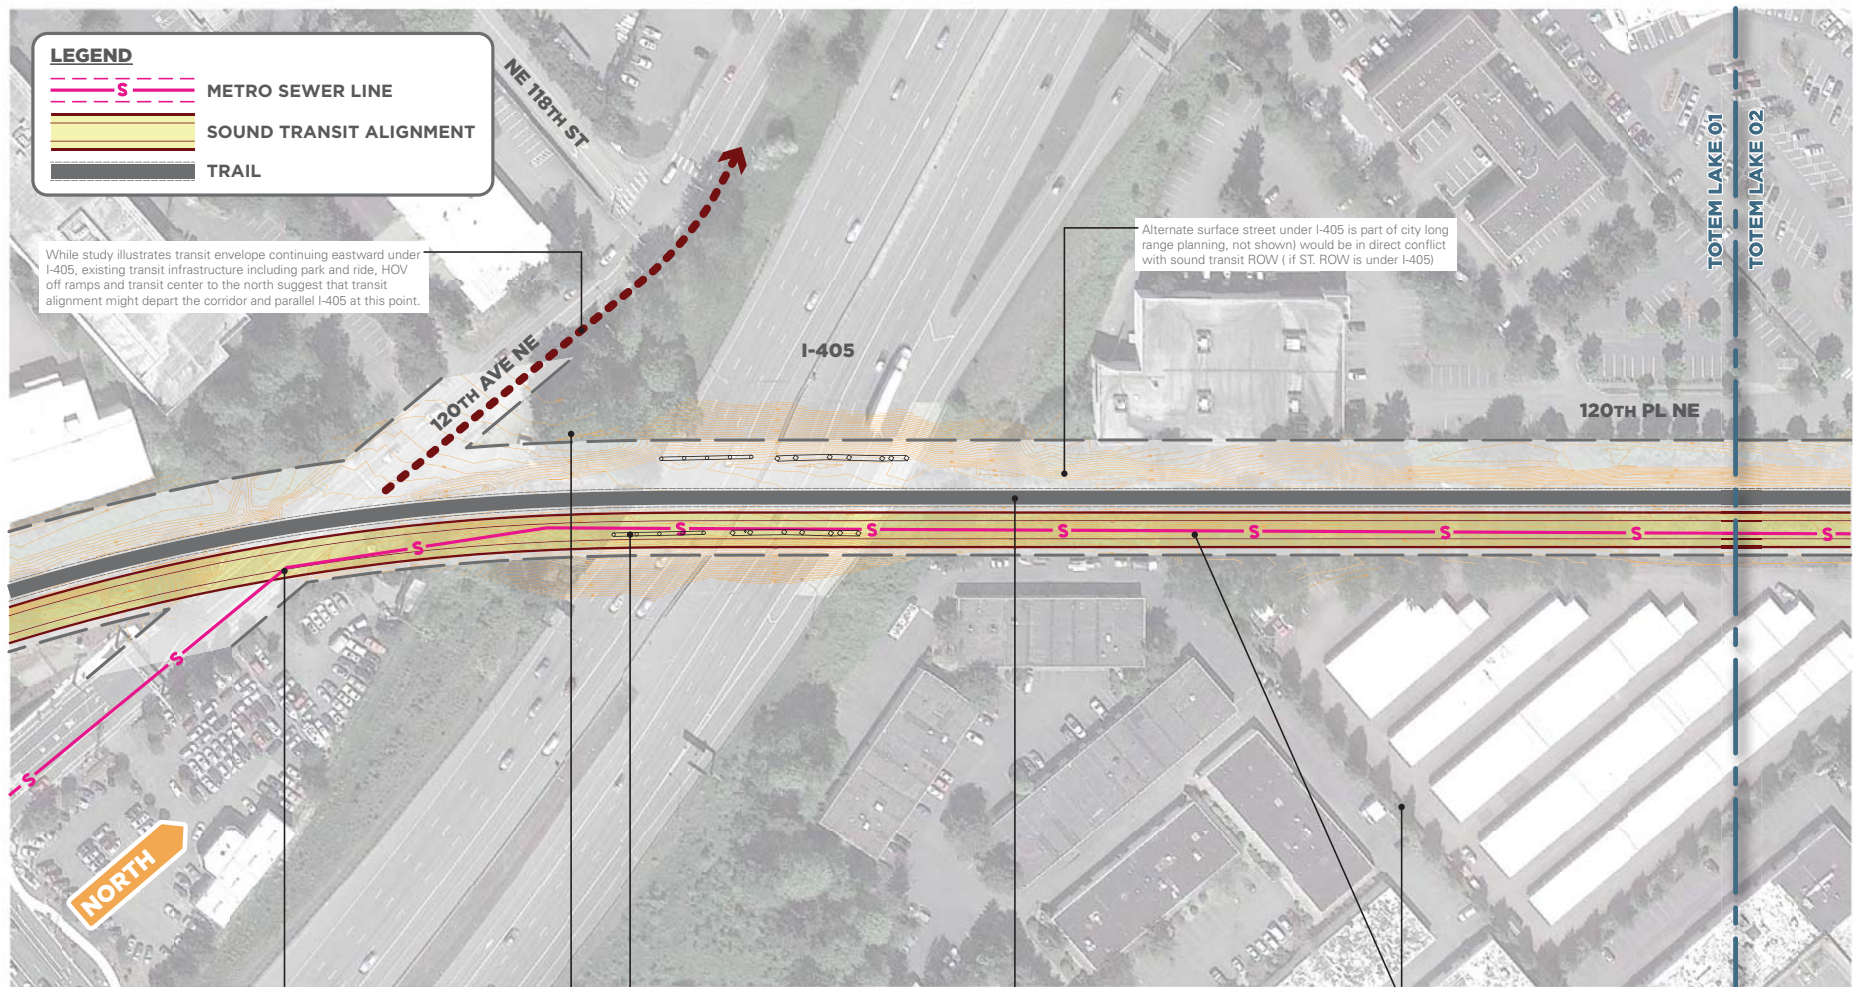 LEGEND
S
METRO SEWER LINE
SOUND TRANSIT ALIGNMENT
TRAIL
NE 118TH ST
While study illustrates transit envelope continuing eastward under
I-405, existing transit infrastructure including park and ride, HOV
off ramps and transit center to the north suggest that transit
alignment might depart the corridor and parallel I-405 at this point.
Alternate surface street under I-405 is part of city long
range planning, not shown) would be in direct conflict
with sound transit ROW ( if ST. ROW is under I-405)
TOTEM LAKE 01
TOTEM LAKE 02
I-405
120TH AVE NE
120TH PL NE
S
S
S
S
S
S
S
S
S
S
NORTH